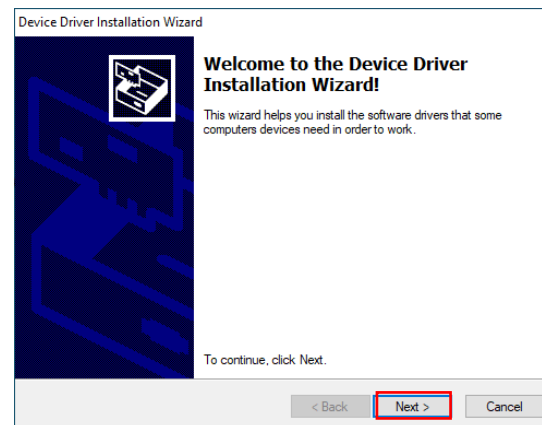 Device Driver Installation Wizard
Welcome to the Device Driver
Installation Wizard!
This wizard helps you install the software drivers that some
computers devices need in order to work.
To continue, click Next.
< Back Next > Cancel